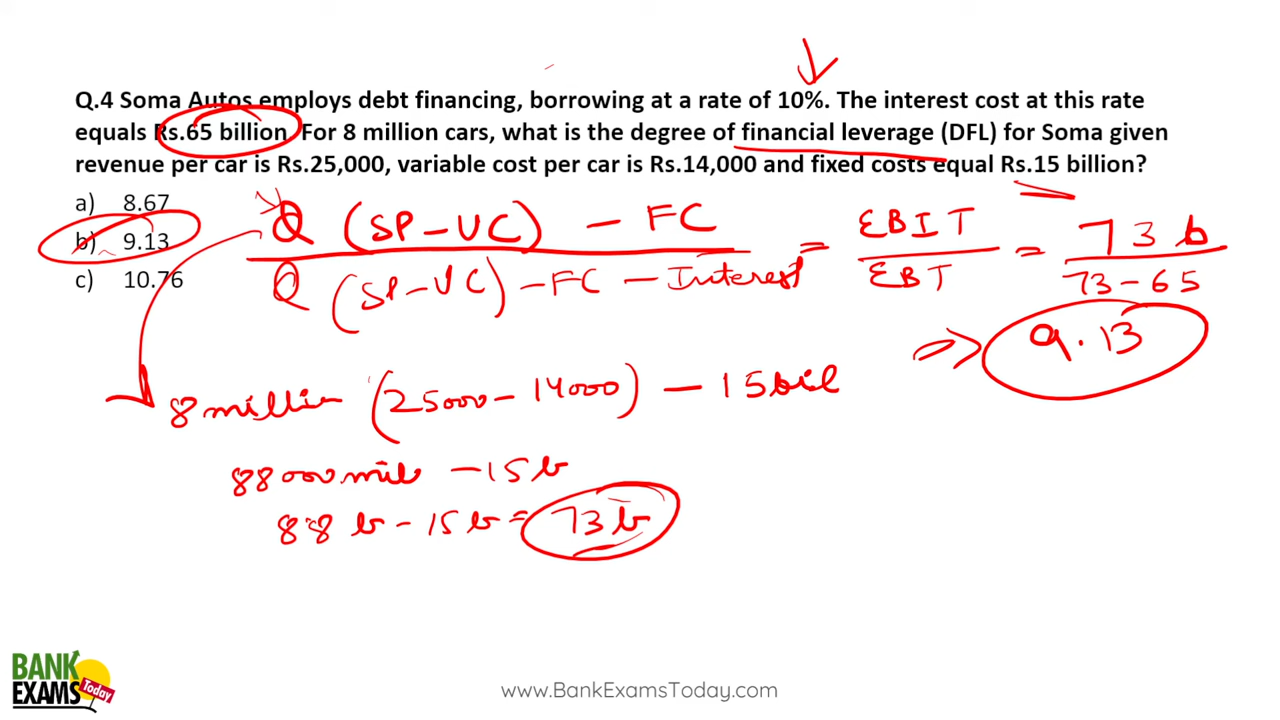 Q.4 Soma Autos employs debt financing, borrowing at a rate of 10%. The interest cost at this rate
equals Rs.65 billion. For 8 million cars, what is the degree of financial leverage (DFL) for Soma given
revenue per car is Rs.25,000, variable cost per car is Rs.14,000 and fixed costs equal Rs.15 billion?
a) 8.67
b) 9.13
c) 10.76
Q (SP-VC) - FC
Q (SP-VC) - FC - Interest
= EBIT
EBT
= 73 b
73-65
=> 9.13
8 million (25000 - 14000) - 15 bil
88000 mil - 15 b
88 b - 15 b = 73 b
BANK
EXAMS
Today
www.BankExamsToday.com